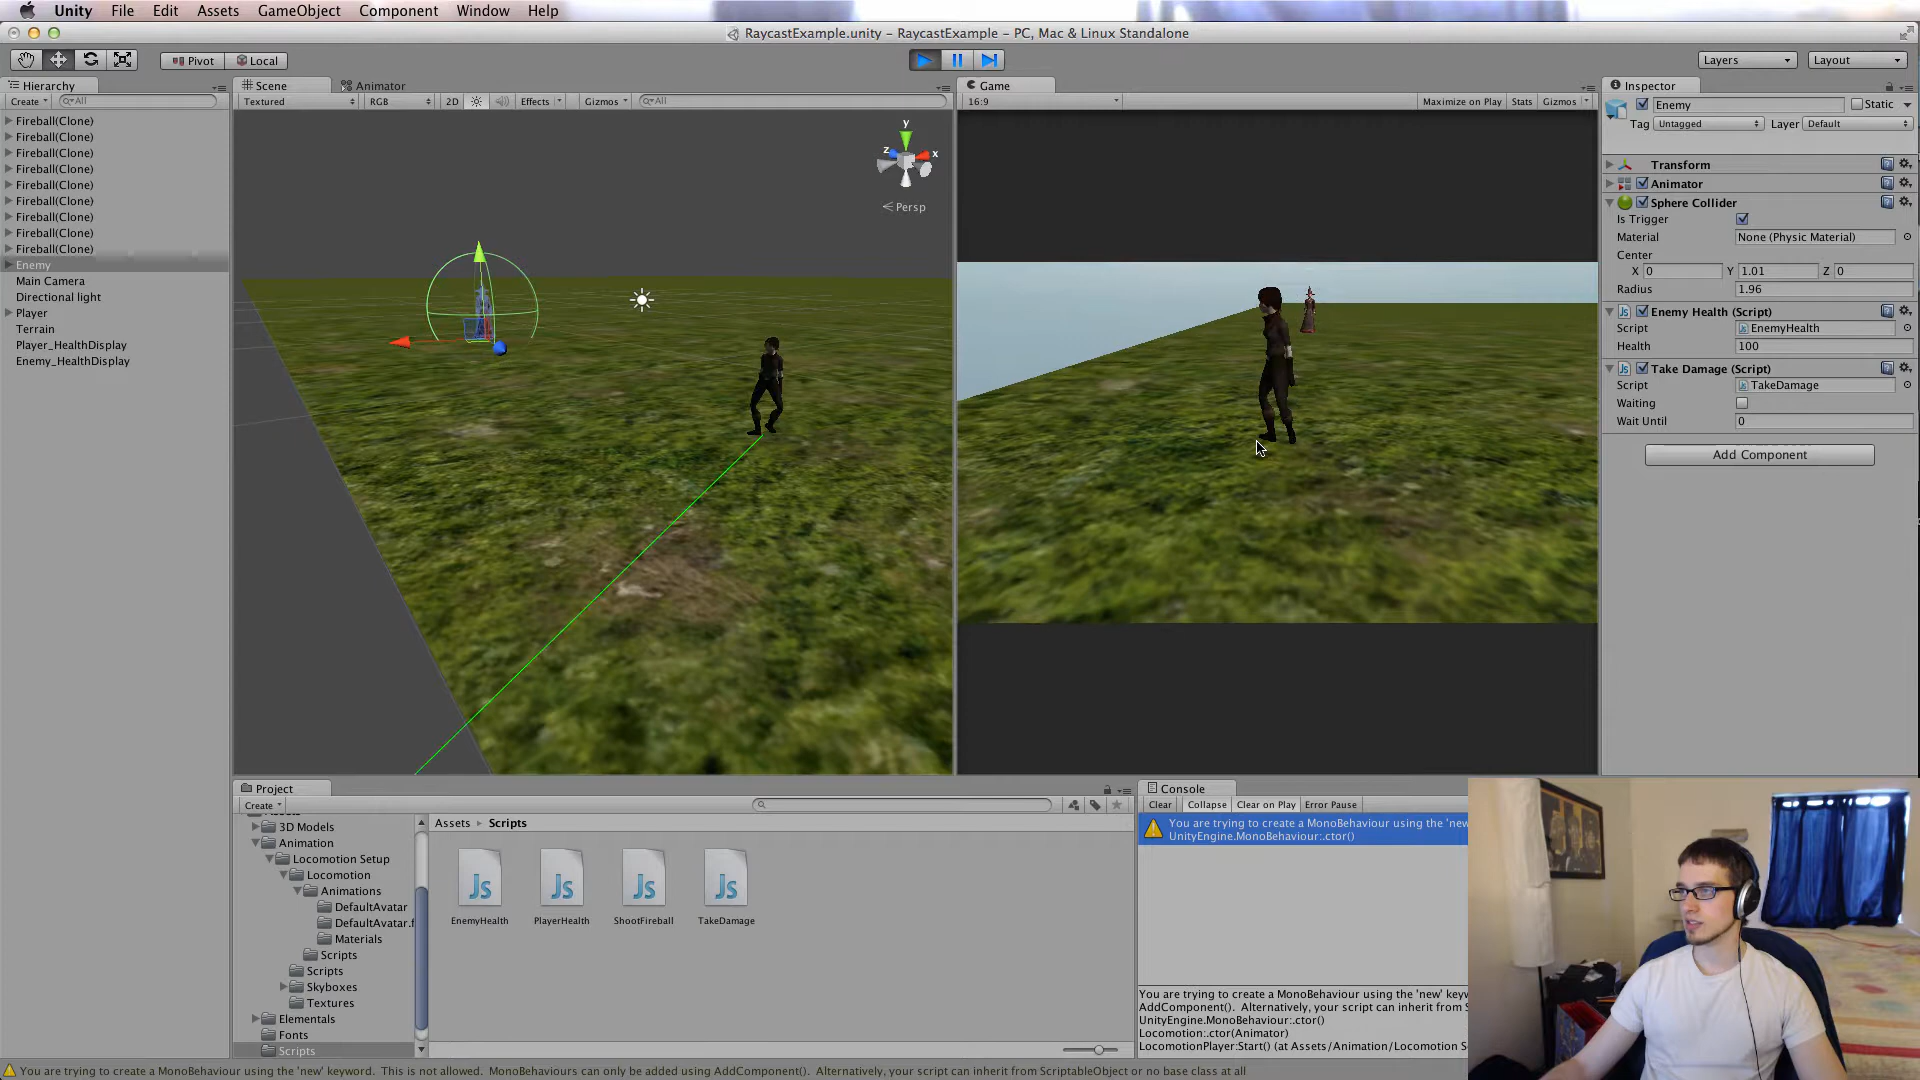 Unity File Edit Assets GameObject Component Window Help
RaycastExample.unity - RaycastExample - PC, Mac & Linux Standalone
Pivot Local Layers Layout
Hierarchy
Create All
Fireball(Clone)
Fireball(Clone)
Fireball(Clone)
Fireball(Clone)
Fireball(Clone)
Fireball(Clone)
Fireball(Clone)
Fireball(Clone)
Fireball(Clone)
Enemy
Main Camera
Directional light
Player
Terrain
Player_HealthDisplay
Enemy_HealthDisplay
Scene Animator
Textured RGB 2D Effects Gizmos All
y
z x
Persp
Game
16:9 Maximize on Play Stats Gizmos
Inspector
Enemy Static
Tag Untagged Layer Default
Transform
Animator
Sphere Collider
Is Trigger
Material None (Physic Material)
Center
X 0 Y 1.01 Z 0
Radius 1.96
Enemy Health (Script)
Script EnemyHealth
Health 100
Take Damage (Script)
Script TakeDamage
Waiting
Wait Until 0
Add Component
Project
Create
3D Models
Animation
Locomotion Setup
Locomotion
Animations
DefaultAvatar
DefaultAvatar.f
Materials
Scripts
Scripts
Skyboxes
Textures
Elementals
Fonts
Scripts
Assets Scripts
Js Js Js Js
EnemyHealth PlayerHealth ShootFireball TakeDamage
Console
Clear Collapse Clear on Play Error Pause
You are trying to create a MonoBehaviour using the 'new
UnityEngine.MonoBehaviour:.ctor()
You are trying to create a MonoBehaviour using the 'new' keyw
AddComponent(). Alternatively, your script can inherit from S
UnityEngine.MonoBehaviour:.ctor()
Locomotion:.ctor(Animator)
LocomotionPlayer:Start() (at Assets/Animation/Locomotion S
You are trying to create a MonoBehaviour using the 'new' keyword. This is not allowed. MonoBehaviours can only be added using AddComponent(). Alternatively, your script can inherit from ScriptableObject or no base class at all